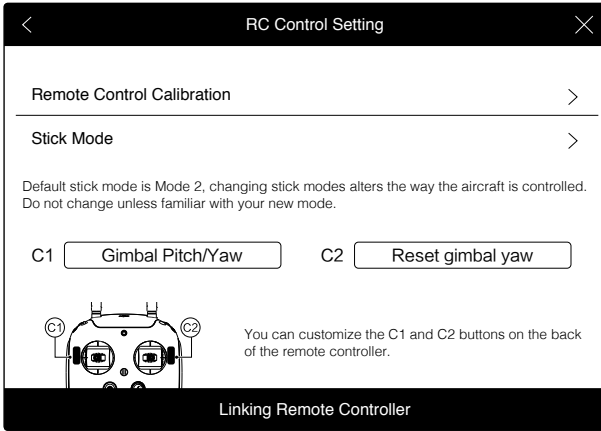 RC Control Setting
Remote Control Calibration
Stick Mode
Default stick mode is Mode 2, changing stick modes alters the way the aircraft is controlled.
Do not change unless familiar with your new mode.
C1 Gimbal Pitch/Yaw C2 Reset gimbal yaw
C1 C2
You can customize the C1 and C2 buttons on the back
of the remote controller.
Linking Remote Controller